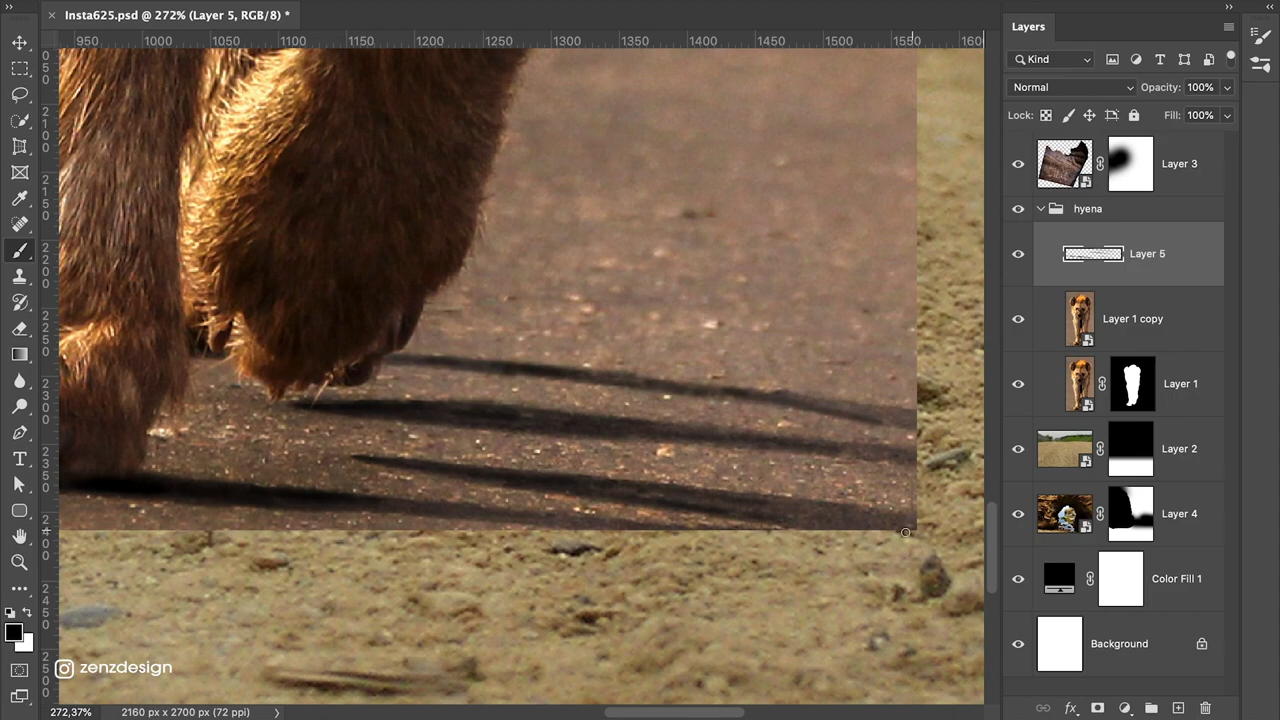 Insta625.psd @ 272% (Layer 5, RGB/8) *
950 1000 1050 1100 1150 1200 1250 1300 1350 1400 1450 1500 1550 1600
Layers
Kind
Normal Opacity: 100%
Lock: Fill: 100%
Layer 3
hyena
Layer 5
Layer 1 copy
Layer 1
Layer 2
Layer 4
Color Fill 1
Background
zenzdesign
272,37% 2160 px x 2700 px (72 ppi)